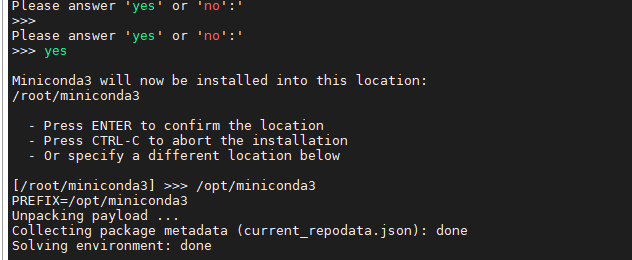 Please answer 'yes' or 'no':'
>>>
Please answer 'yes' or 'no':'
>>> yes
Miniconda3 will now be installed into this location:
/root/miniconda3
- Press ENTER to confirm the location
- Press CTRL-C to abort the installation
- Or specify a different location below
[/root/miniconda3] >>> /opt/miniconda3
PREFIX=/opt/miniconda3
Unpacking payload ...
Collecting package metadata (current_repodata.json): done
Solving environment: done